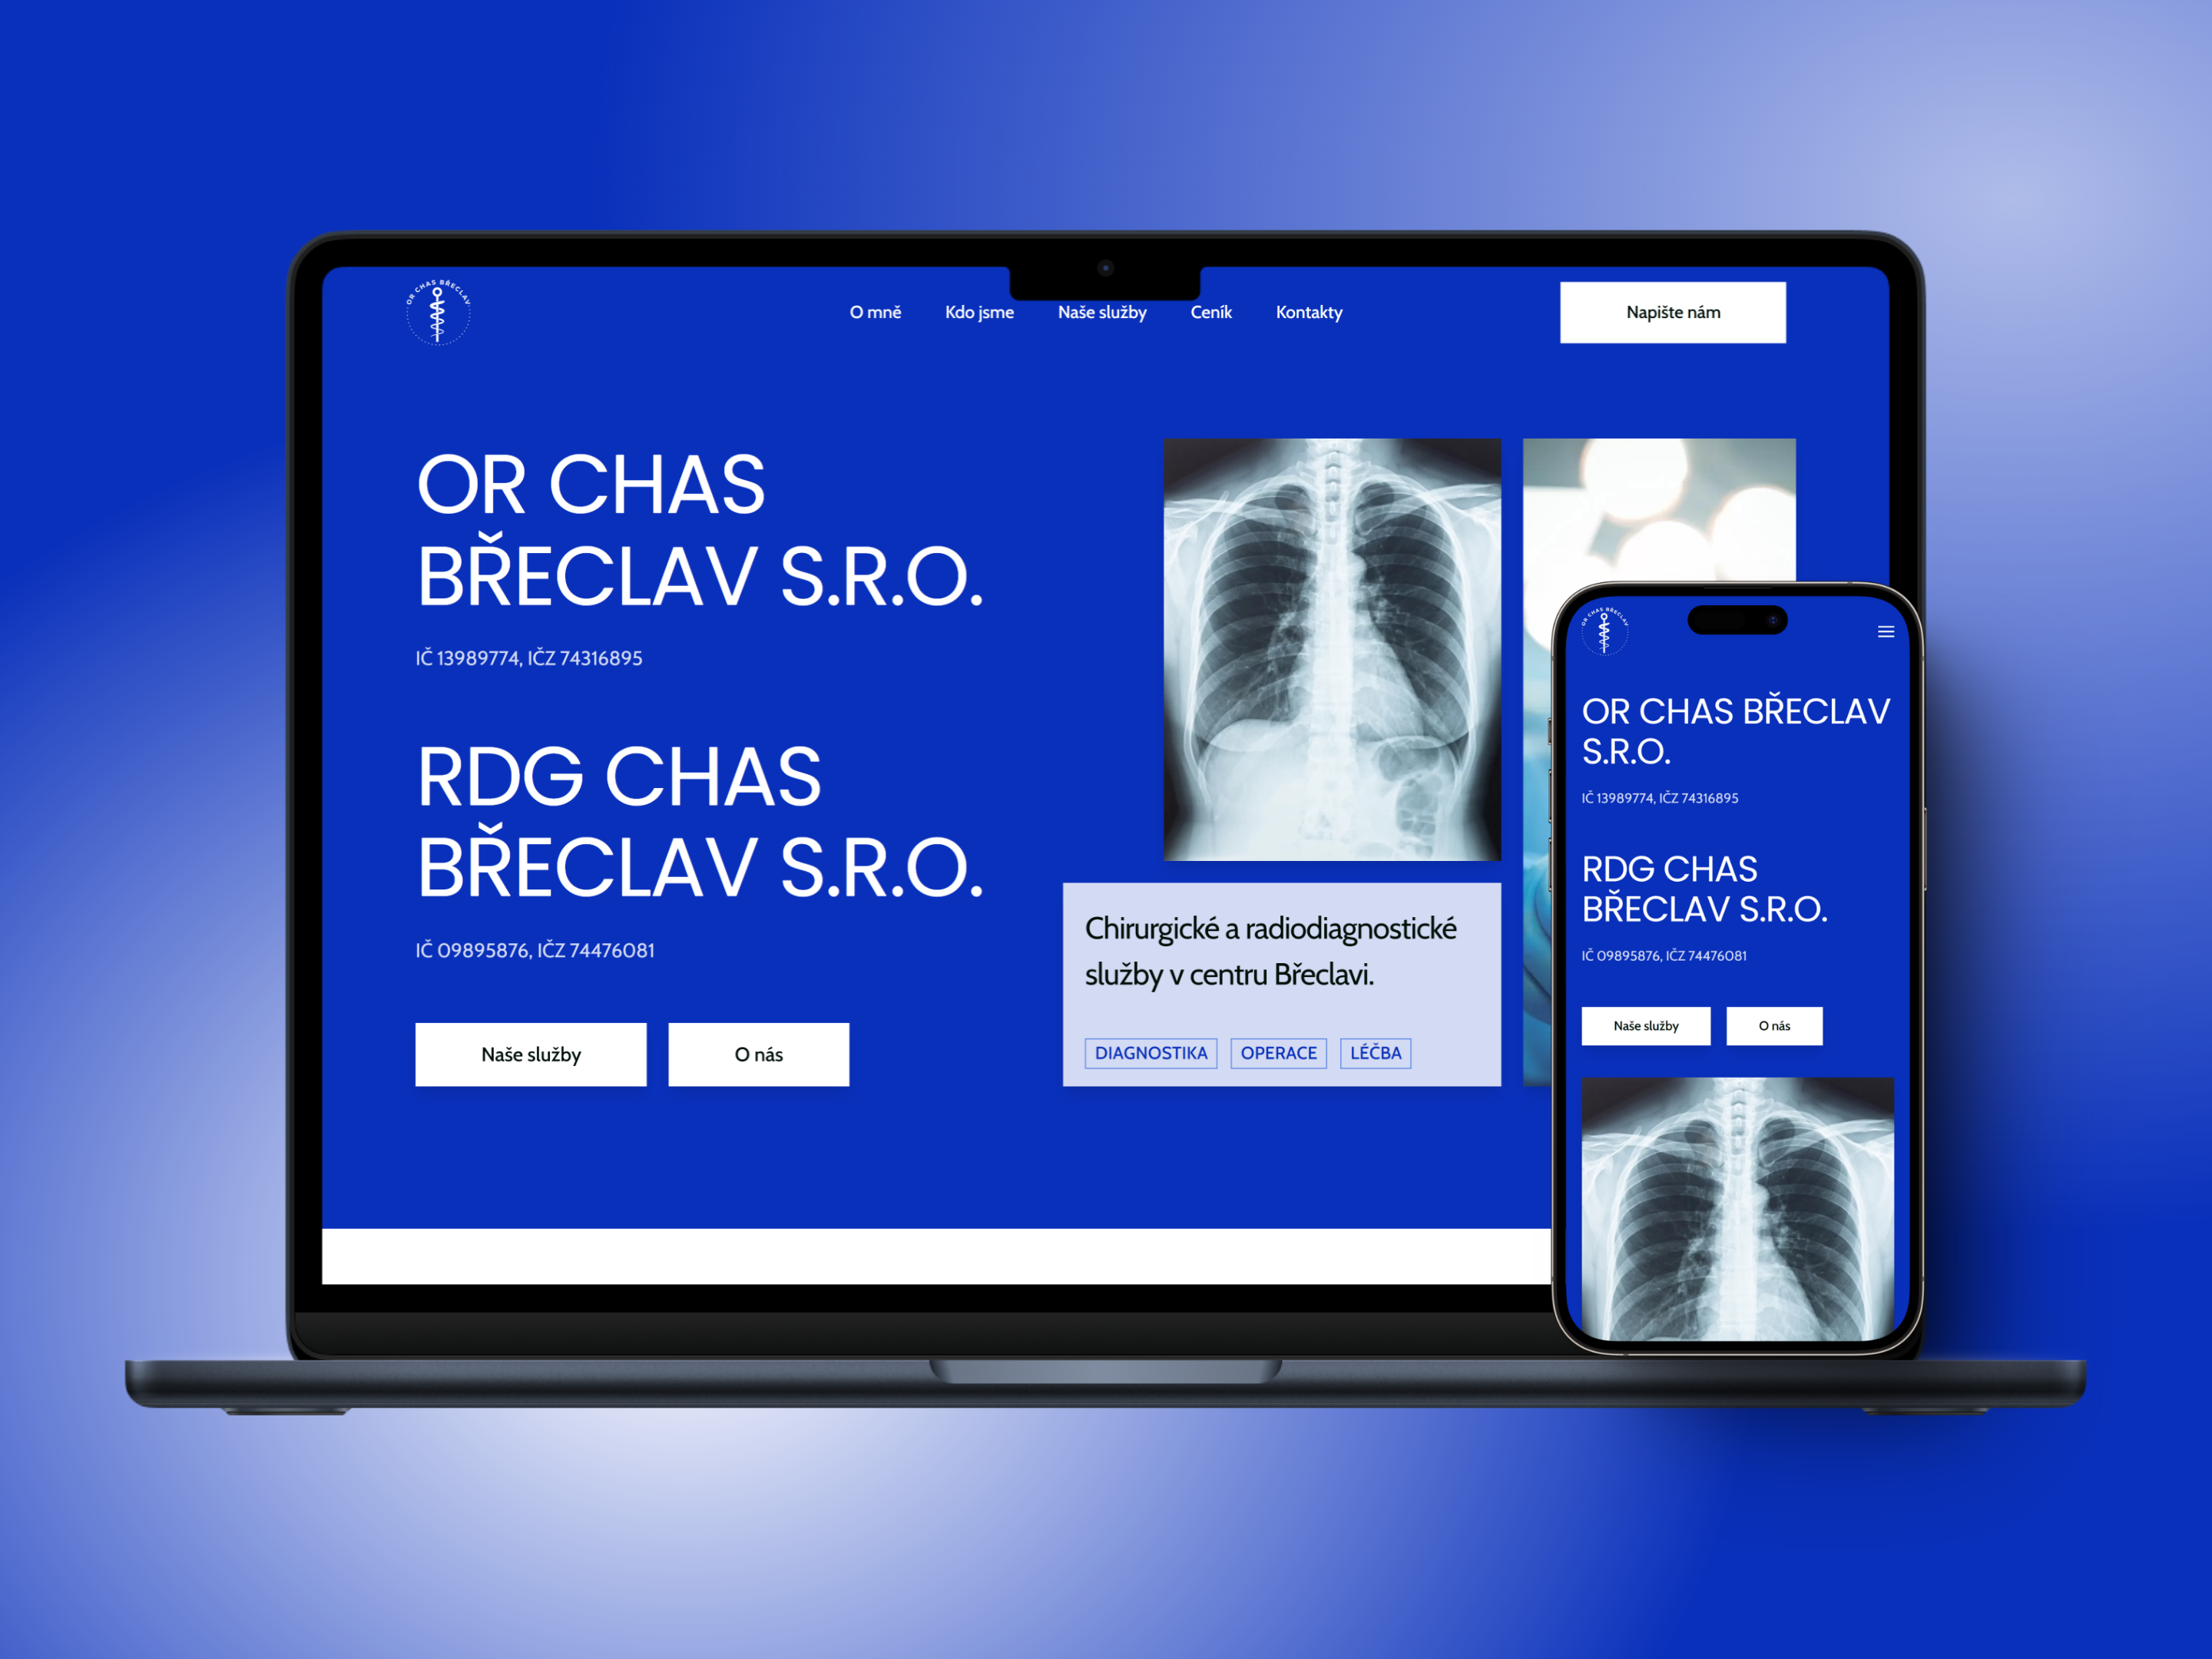 OR CHAS BŘECLAV
O mně
Kdo jsme
Naše služby
Ceník
Kontakty
Napište nám
OR CHAS
BŘECLAV S.R.O.
IČ 13989774, IČZ 74316895
RDG CHAS
BŘECLAV S.R.O.
IČ 09895876, IČZ 74476081
Naše služby
O nás
Chirurgické a radiodiagnostické
služby v centru Břeclavi.
DIAGNOSTIKA
OPERACE
LÉČBA
OR CHAS BŘECLAV
OR CHAS BŘECLAV
S.R.O.
IČ 13989774, IČZ 74316895
RDG CHAS
BŘECLAV S.R.O.
IČ 09895876, IČZ 74476081
Naše služby
O nás